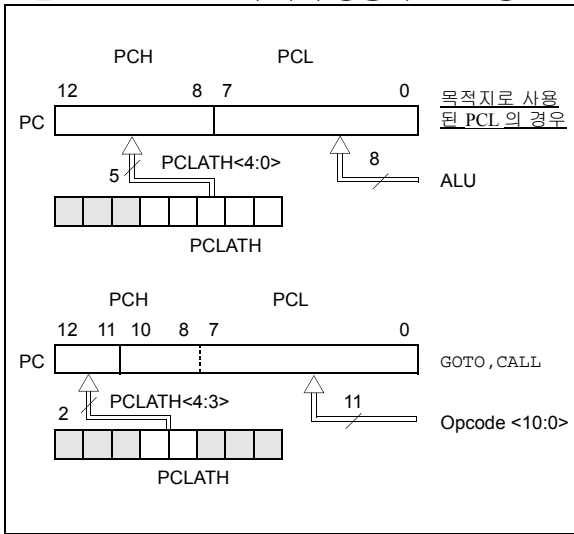 PCH PCL
12 8 7 0
목적지로 사용
된 PCL 의 경우
PC
5 PCLATH<4:0> 8
ALU
PCLATH
PCH PCL
12 11 10 8 7 0
PC GOTO,CALL
2 PCLATH<4:3> 11
Opcode <10:0>
PCLATH